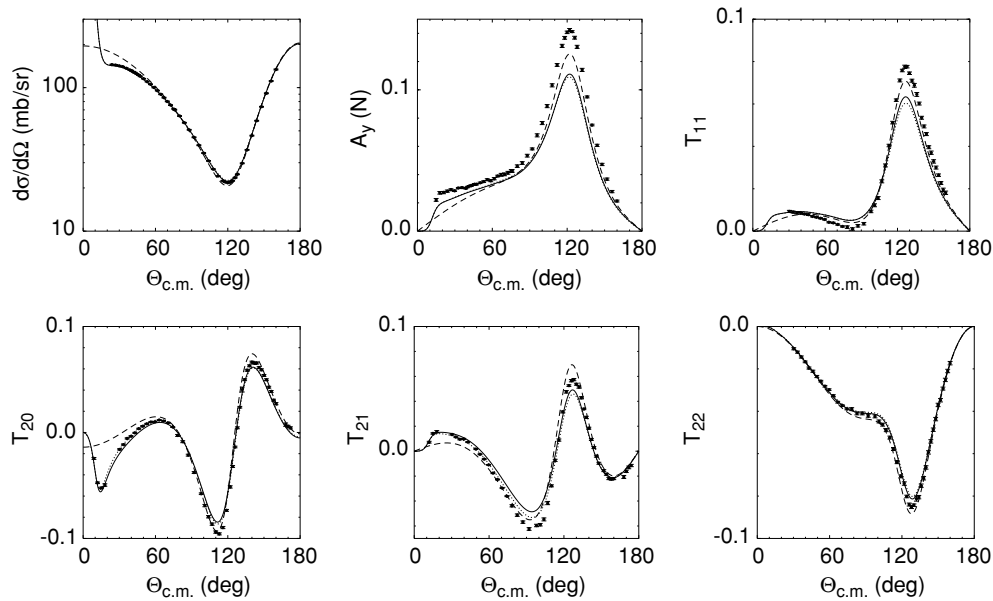 dσ/dΩ (mb/sr)
100
10
0 60 120 180
Θc.m. (deg)
Ay (N)
0.1
0.0
0 60 120 180
Θc.m. (deg)
T11
0.1
0.0
0 60 120 180
Θc.m. (deg)
T20
0.1
0.0
-0.1
0 60 120 180
Θc.m. (deg)
T21
0.1
0.0
0 60 120 180
Θc.m. (deg)
T22
0.0
-0.1
0 60 120 180
Θc.m. (deg)